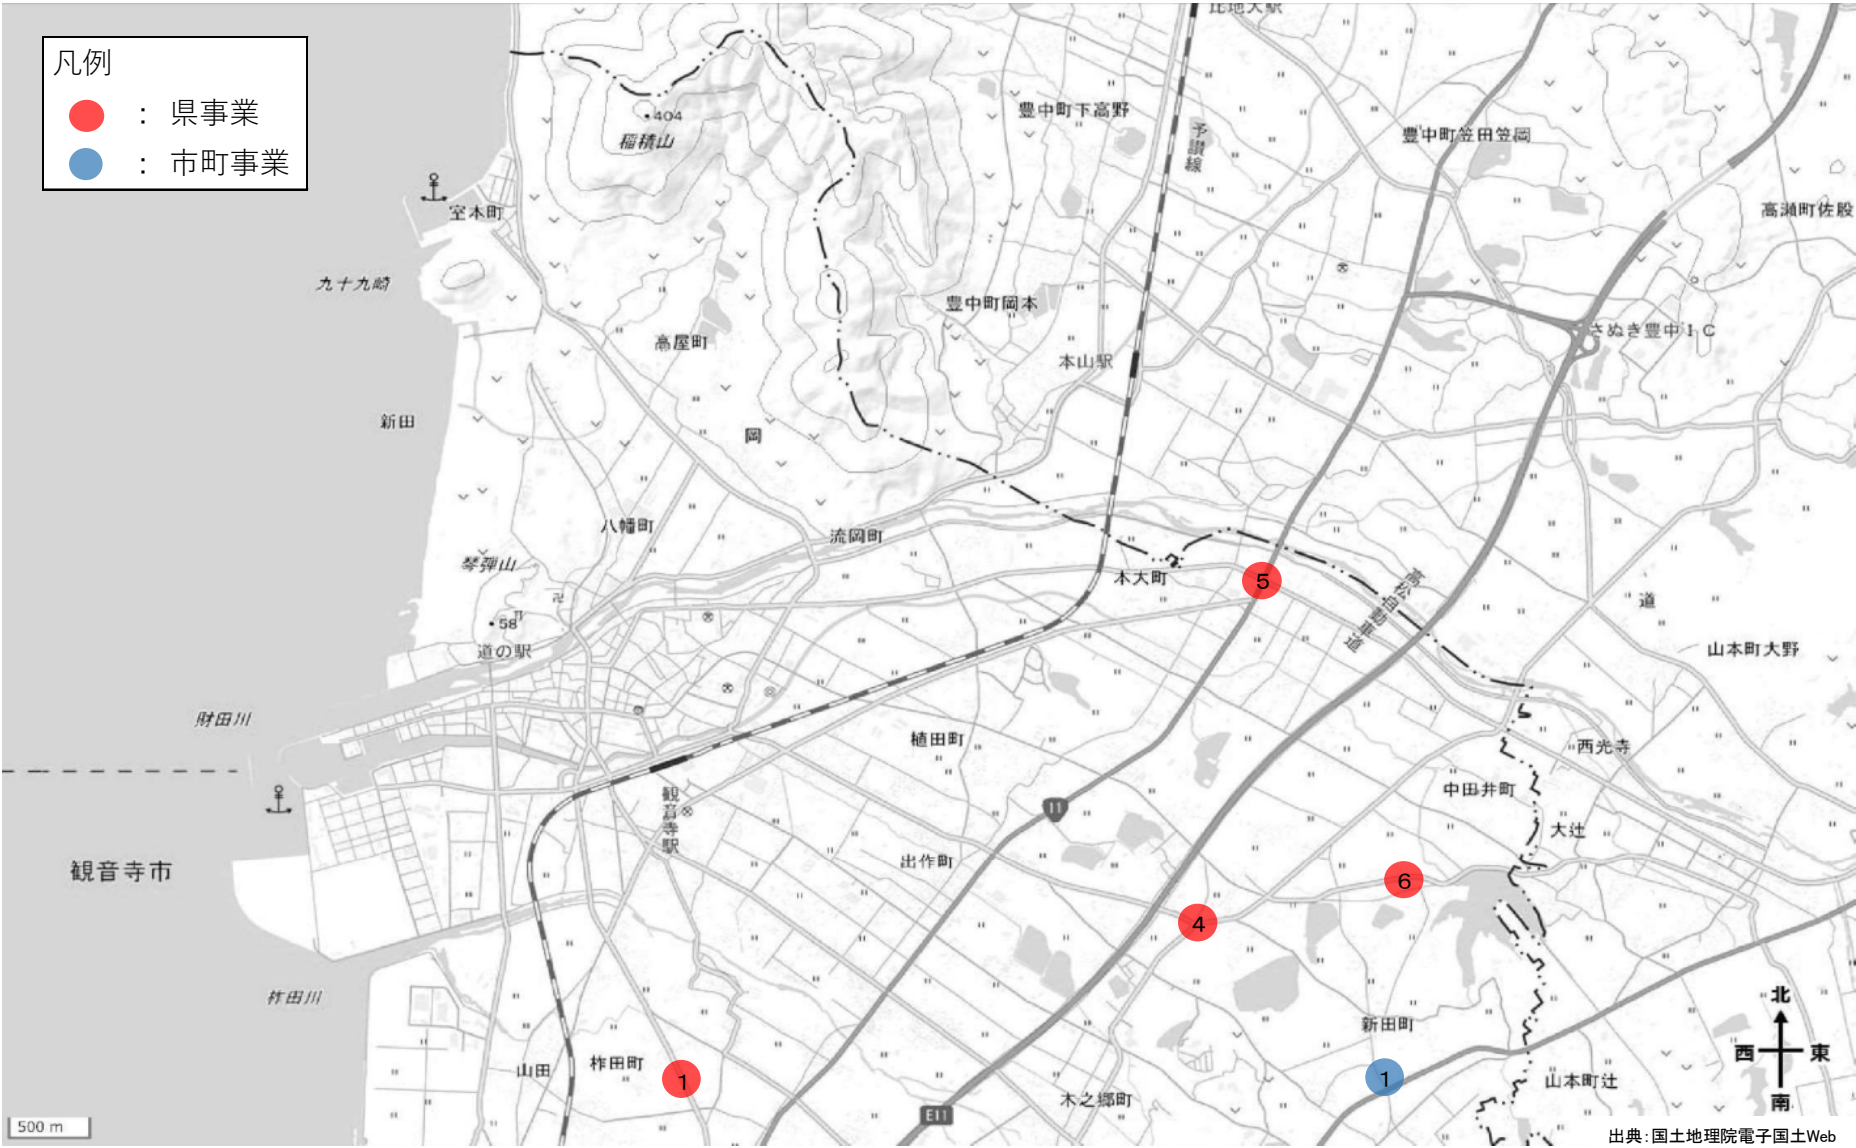 凡例
： 県事業
： 市町事業
比地大駅
404
稲積山
豊中町下高野
予讃線
豊中町笠田笠岡
室本町
高瀬町佐股
九十九崎
豊中町岡本
高屋町
さぬき豊中IC
本山駅
新田
岡
八幡町
流岡町
琴弾山
本大町
5
高松自動車道
道
58
道の駅
山本町大野
財田川
植田町
西光寺
中田井町
11
観音寺駅
大辻
出作町
観音寺市
6
4
柞田川
新田町
北
西
東
南
山田
柞田町
1
1
山本町辻
木之郷町
E11
500 m
出典：国土地理院電子国土Web